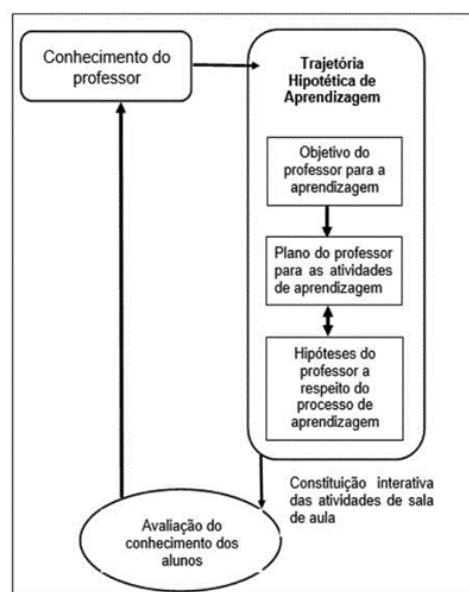 Conhecimento do
professor
Trajetória
Hipotética de
Aprendizagem
Objetivo do
professor para a
aprendizagem
Plano do professor
para as atividades
de aprendizagem
Hipóteses do
professor a
respeito do
processo de
aprendizagem
Constituição interativa
das atividades de sala
de aula
Avaliação do
conhecimento dos
alunos